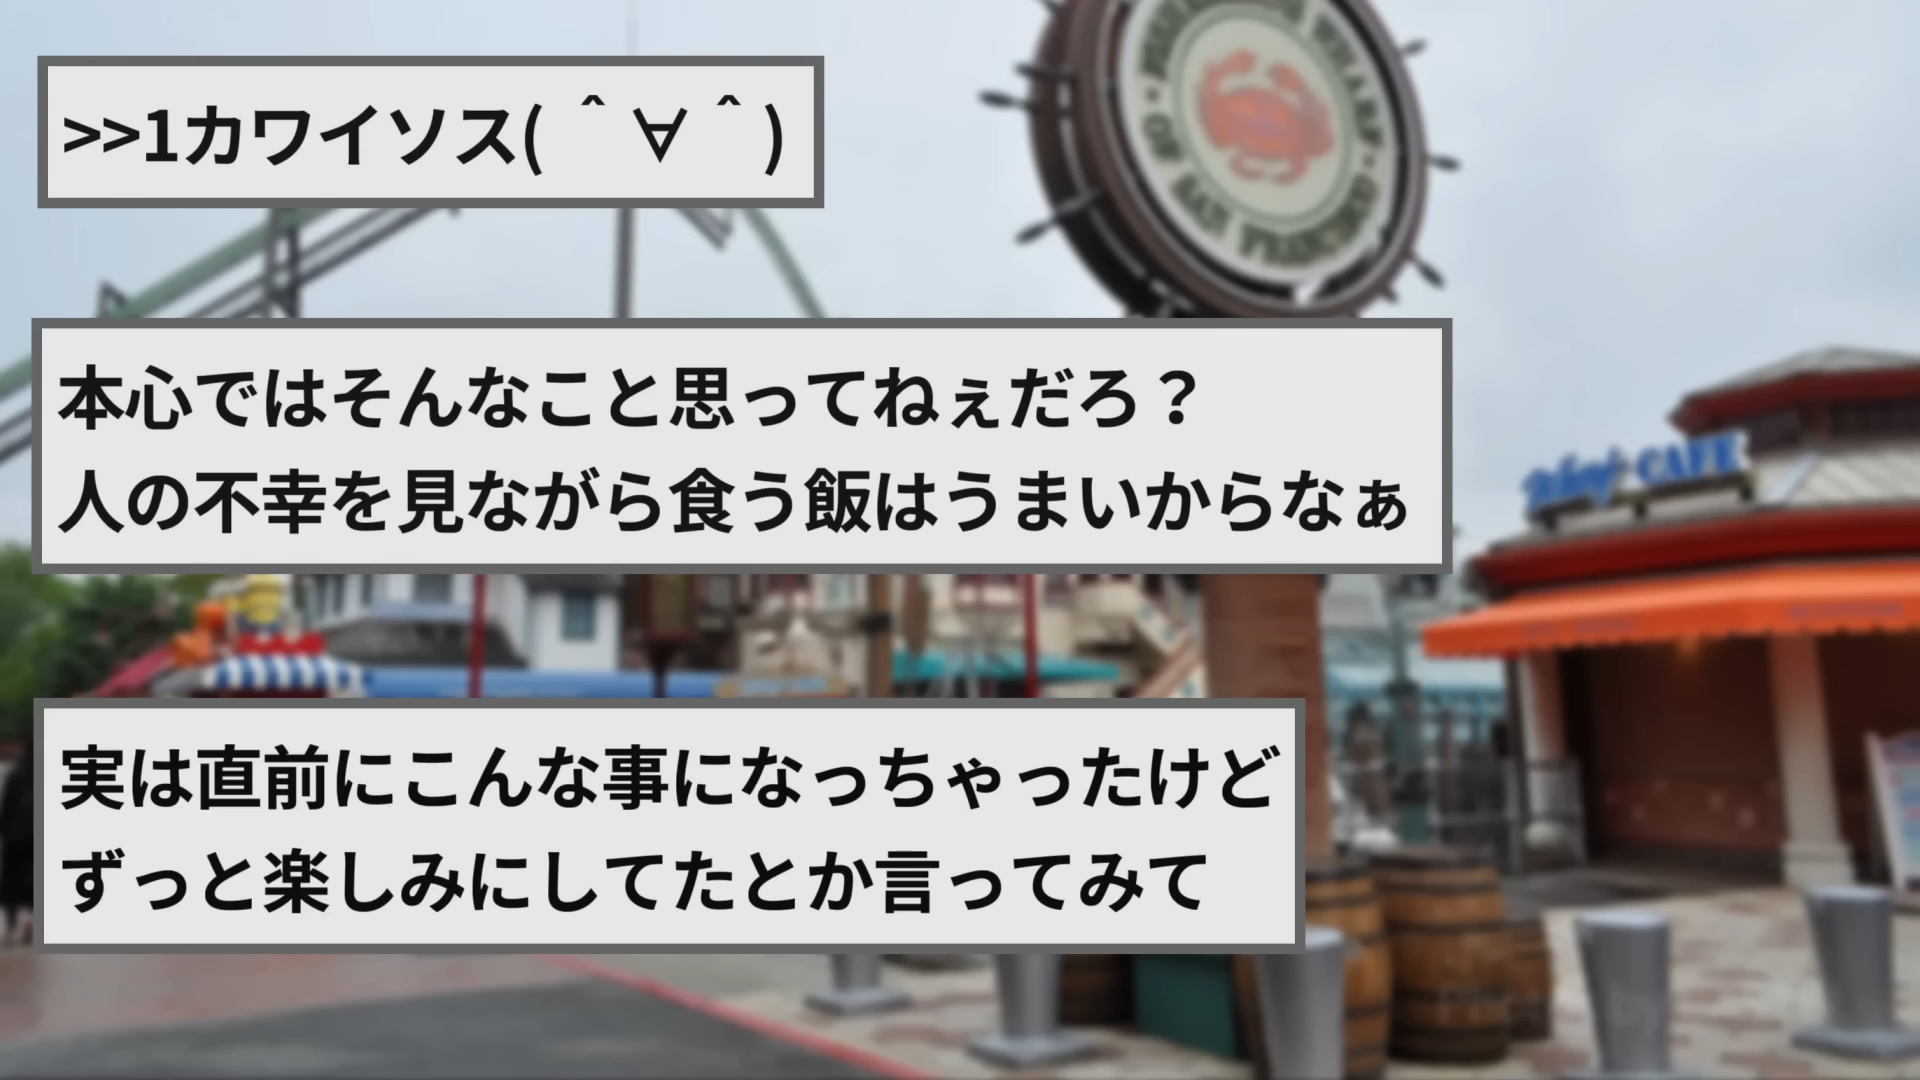 >>1カワイソス( ＾∀＾)
本心ではそんなこと思ってねぇだろ？
人の不幸を見ながら食う飯はうまいからなぁ
実は直前にこんな事になっちゃったけど
ずっと楽しみにしてたとか言ってみて
OF SAN FRANCISCO
CAFE